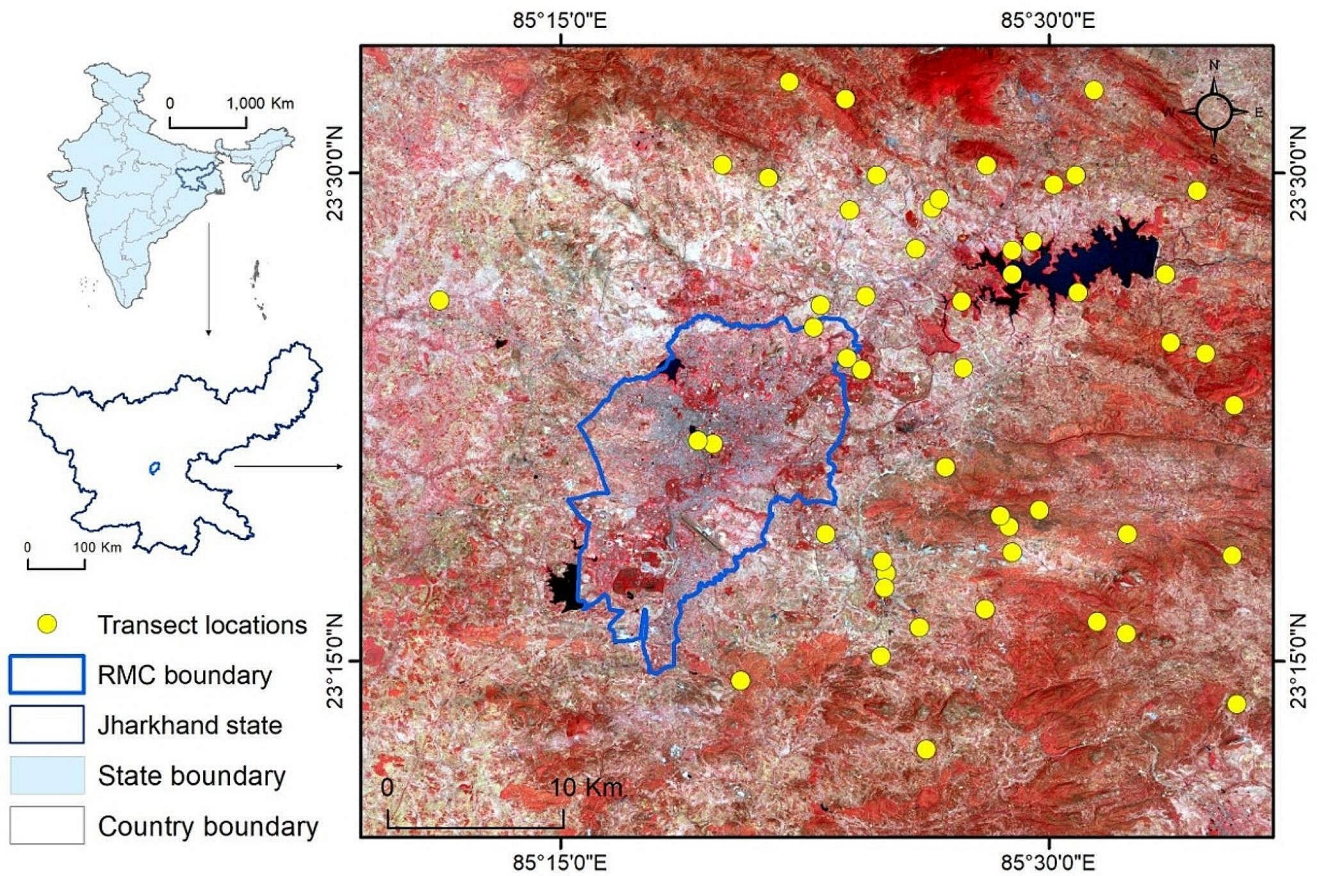 85°15'0"E
85°30'0"E
0 1,000 Km
N
W E
S
23°30'0"N
23°30'0"N
0 100 Km
Transect locations
RMC boundary
Jharkhand state
State boundary
Country boundary
23°15'0"N
23°15'0"N
0 10 Km
85°15'0"E
85°30'0"E